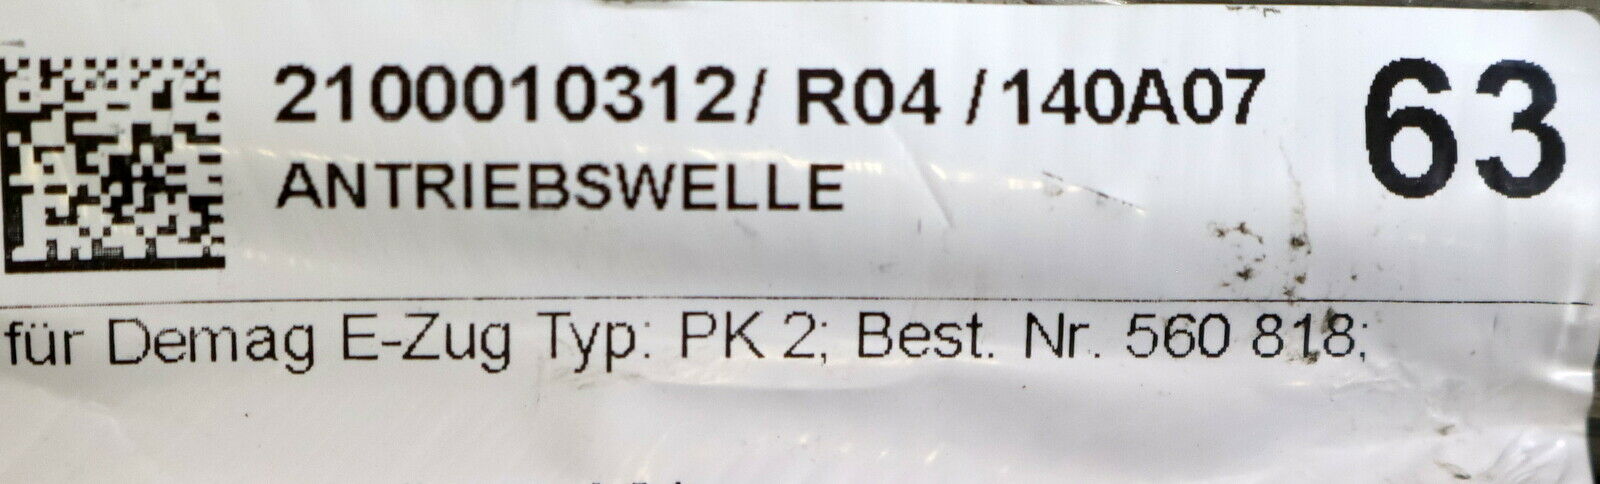 2100010312/ R04 /140A07 63
ANTRIEBSWELLE
für Demag E-Zug Typ: PK 2; Best. Nr. 560 818;